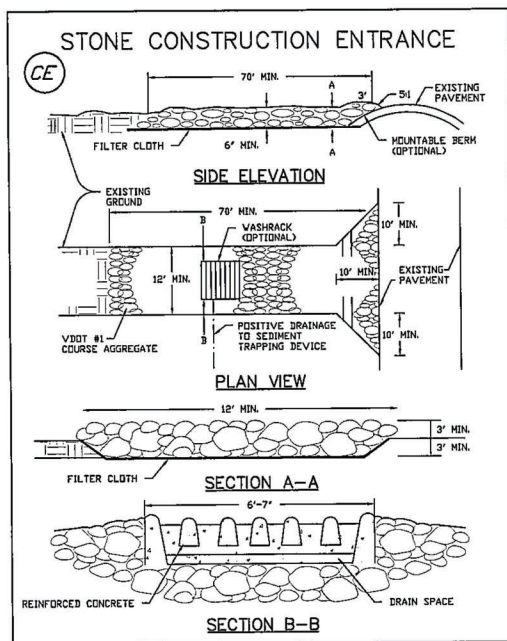 STONE CONSTRUCTION ENTRANCE
CE
70' MIN.
A
3'
5:1
EXISTING
PAVEMENT
FILTER CLOTH
6" MIN.
A
MOUNTABLE BERM
(OPTIONAL)
SIDE ELEVATION
EXISTING
GROUND
70' MIN.
B
WASHRACK
(OPTIONAL)
10' MIN.
12' MIN.
10' MIN.
EXISTING
PAVEMENT
VDOT #1
COURSE AGGREGATE
B
POSITIVE DRAINAGE
TO SEDIMENT
TRAPPING DEVICE
10' MIN.
PLAN VIEW
12' MIN.
3' MIN.
3' MIN.
FILTER CLOTH
SECTION A-A
6'-7'
REINFORCED CONCRETE
DRAIN SPACE
SECTION B-B